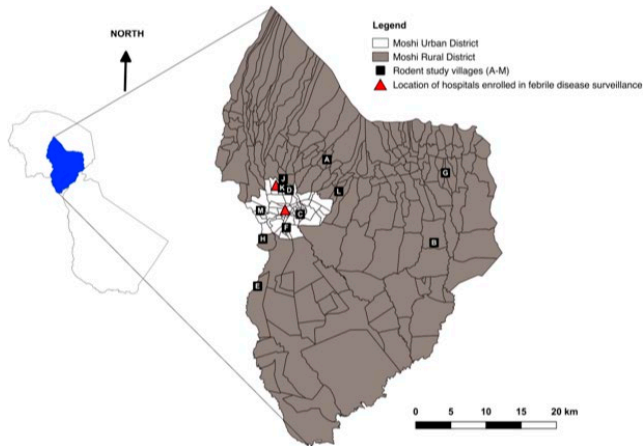 NORTH
Legend
Moshi Urban District
Moshi Rural District
Rodent study villages (A-M)
Location of hospitals enrolled in febrile disease surveillance
A
J
K
D
L
G
M
C
F
H
B
E
0 5 10 15 20 km